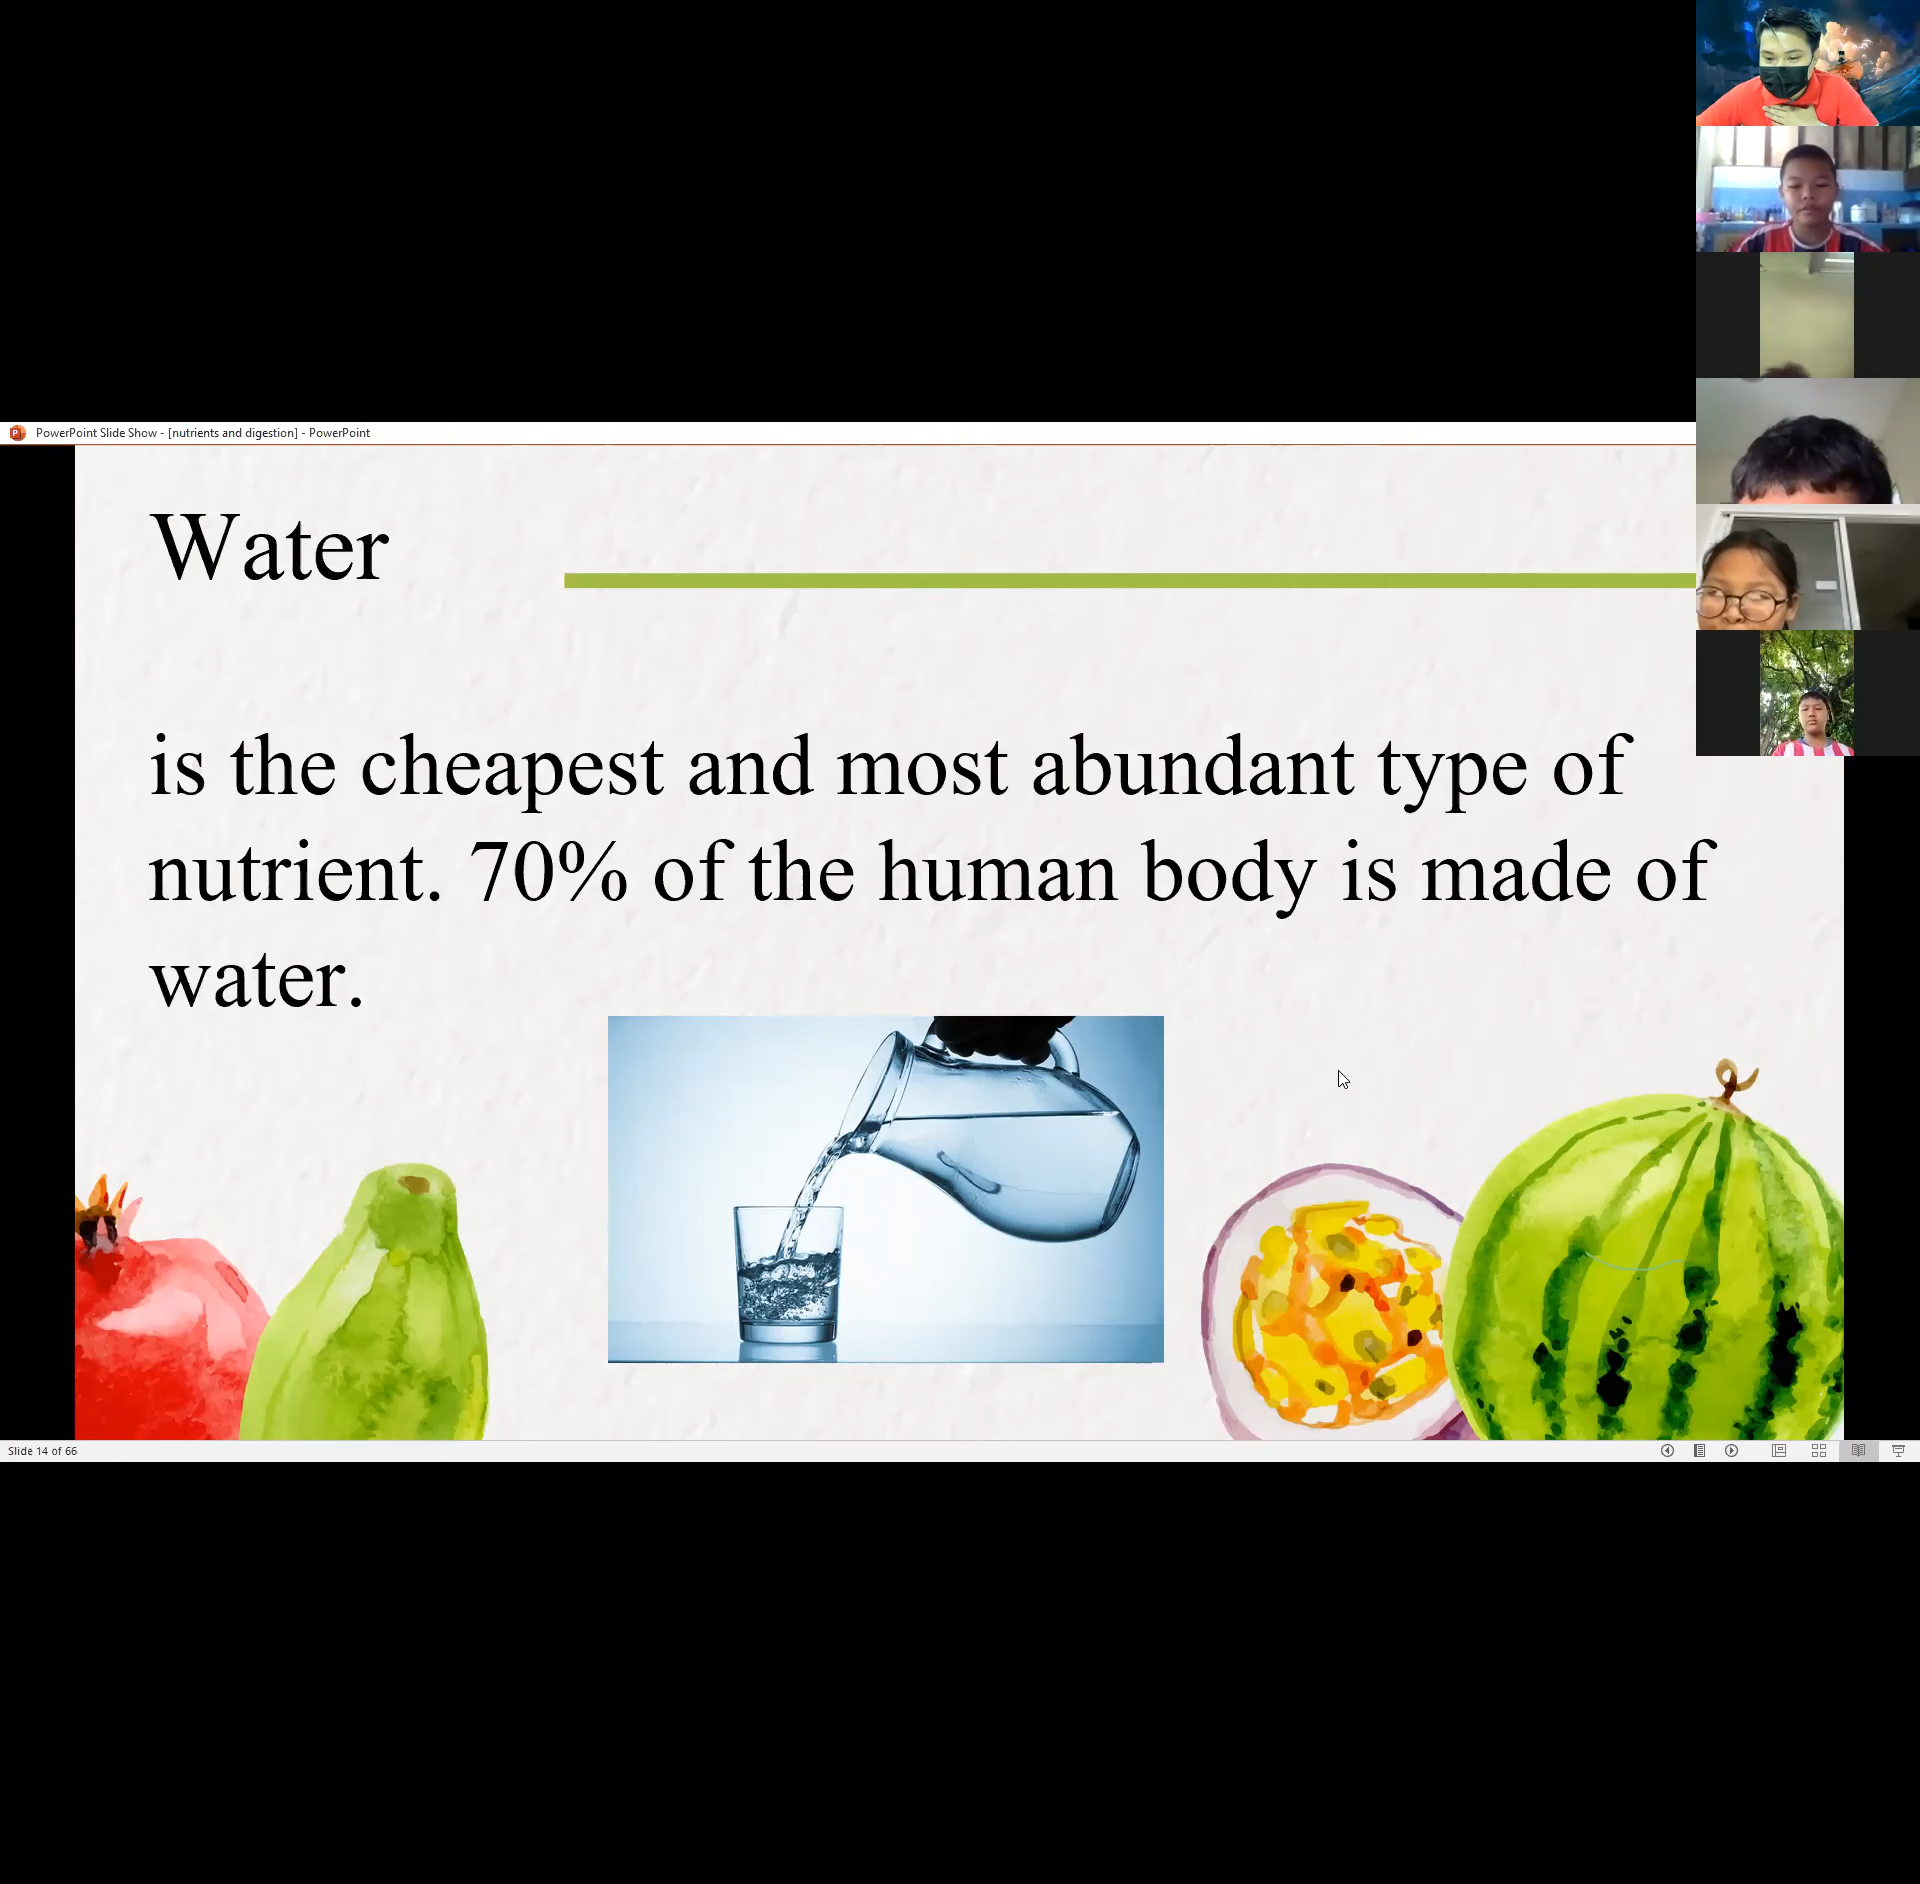 PowerPoint Slide Show - [nutrients and digestion] - PowerPoint
Water
is the cheapest and most abundant type of
nutrient. 70% of the human body is made of
water.
Slide 14 of 66